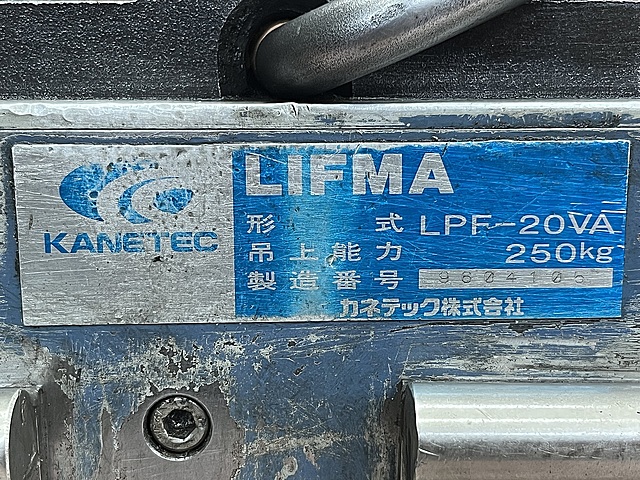 KANETEC
LIFMA
形式 LPF-20VA
吊上能力 250kg
製造番号 9804106
カネテック株式会社